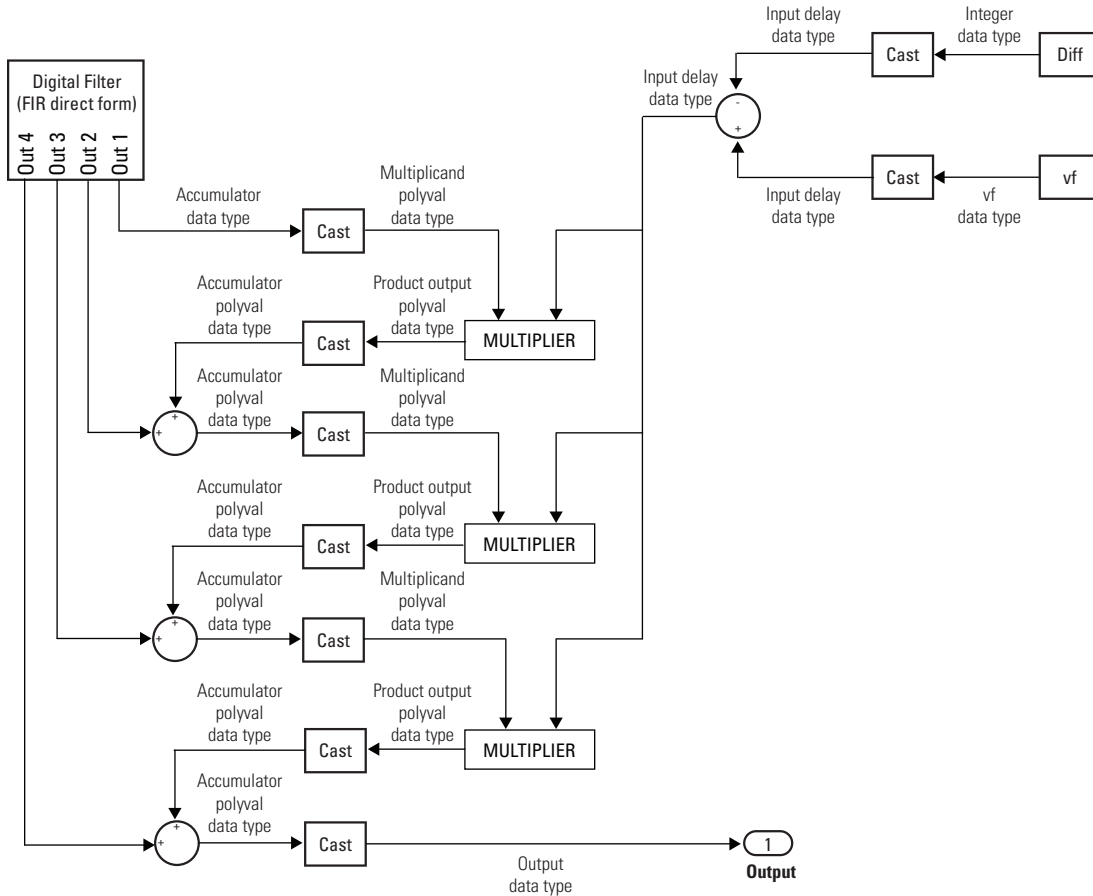 Input delay
data type
Integer
data type
Cast
Diff
Digital Filter
(FIR direct form)
Out 4
Out 3
Out 2
Out 1
Input delay
data type
-
+
Cast
vf
Input delay
data type
vf
data type
Accumulator
data type
Cast
Multiplicand
polyval
data type
Accumulator
polyval
data type
Product output
polyval
data type
Cast
MULTIPLIER
Accumulator
polyval
data type
Multiplicand
polyval
data type
+
+
Cast
Accumulator
polyval
data type
Product output
polyval
data type
Cast
MULTIPLIER
Accumulator
polyval
data type
Multiplicand
polyval
data type
+
+
Cast
Accumulator
polyval
data type
Product output
polyval
data type
Cast
MULTIPLIER
Accumulator
polyval
data type
+
+
Cast
1
Output
data type
Output